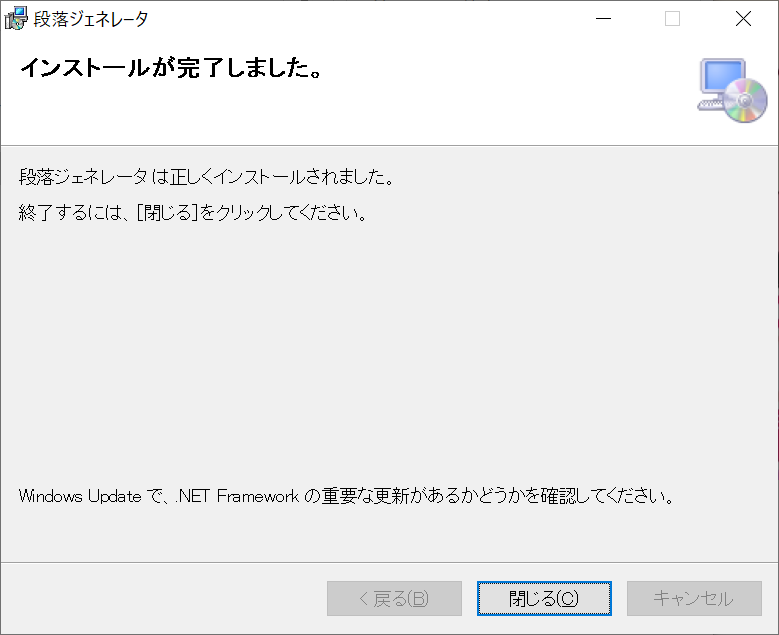 段落ジェネレータ
インストールが完了しました。
段落ジェネレータ は正しくインストールされました。
終了するには、[閉じる]をクリックしてください。
Windows Update で、.NET Framework の重要な更新があるかどうかを確認してください。
< 戻る(B) 閉じる(C) キャンセル